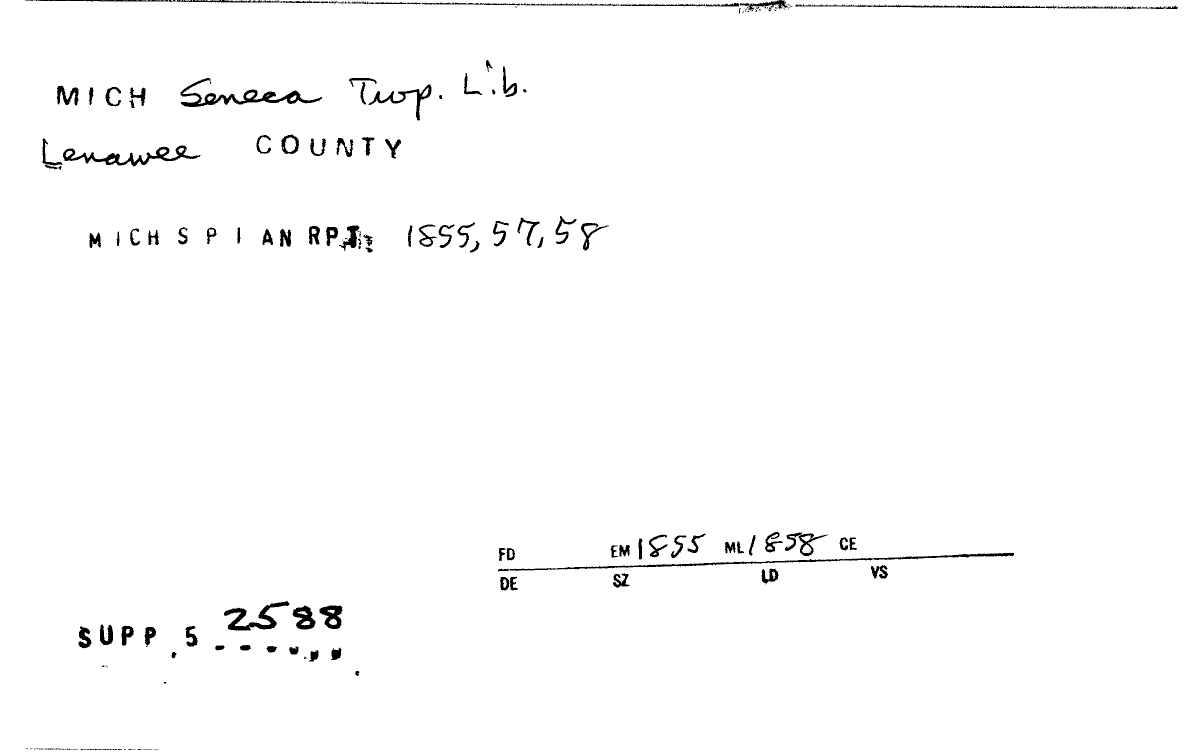 MICH Seneca Twp. Lib.
Lenawee COUNTY
MICH S P I AN RPT. 1855, 57, 58
FD EM 1855 ML 1858 CE
DE SZ LD VS
SUPP. 5 2588